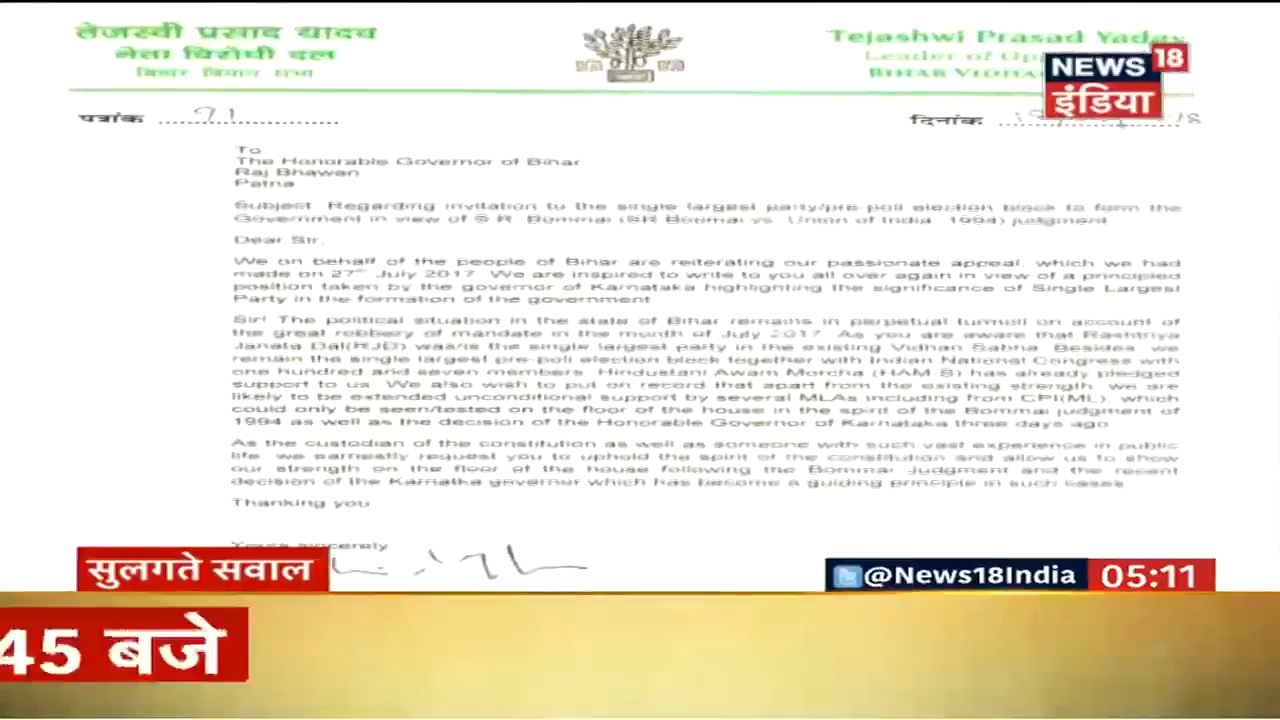 तेजस्वी प्रसाद यादव
नेता विरोधी दल
बिहार विधान सभा
Tejashwi Prasad Yadav
Leader of
BIHAR
NEWS 18
इंडिया
पत्रांक 91
दिनांक
To
The Honorable Governor of Bihar
Raj Bhawan
Patna
Subject Regarding invitation to the single largest party/pre poll election block to form the
Government in view of S R Bommai (SR Bommai vs. Union of India 1994) judgment
Dear Sir,
We on behalf of the people of Bihar are reiterating our passionate appeal, which we had
made on 27th July 2017 We are inspired to write to you all over again in view of a principled
position taken by the governor of Karnataka highlighting the significance of Single Largest
Party in the formation of the government
Sir! The political situation in the state of Bihar remains in perpetual turmoil on account of
the great robbery of mandate in the month of July 2017 As you are aware that Rashtriya
Janata Dal(RJD) was/is the single largest party in the existing Vidhan Sabha Besides we
remain the single largest pre-poll election block together with Indian National Congress with
one hundred and seven members Hindustani Awam Morcha (HAM S) has already pledged
support to us We also wish to put on record that apart from the existing strength, we are
likely to be extended unconditional support by several MLAs including from CPI(ML), which
could only be seen/tested on the floor of the house in the spirit of the Bommai judgment of
1994 as well as the decision of the Honorable Governor of Karnataka three days ago
As the custodian of the constitution as well as someone with such vast experience in public
life, we earnestly request you to uphold the spirit of the constitution and allow us to show
our strength on the floor of the house following the Bommai Judgment and the recent
decision of the Karnatka governor which has become a guiding principle in such cases
Thanking you
Yours sincerely
सुलगते सवाल
@News18India 05:11
45 बजे